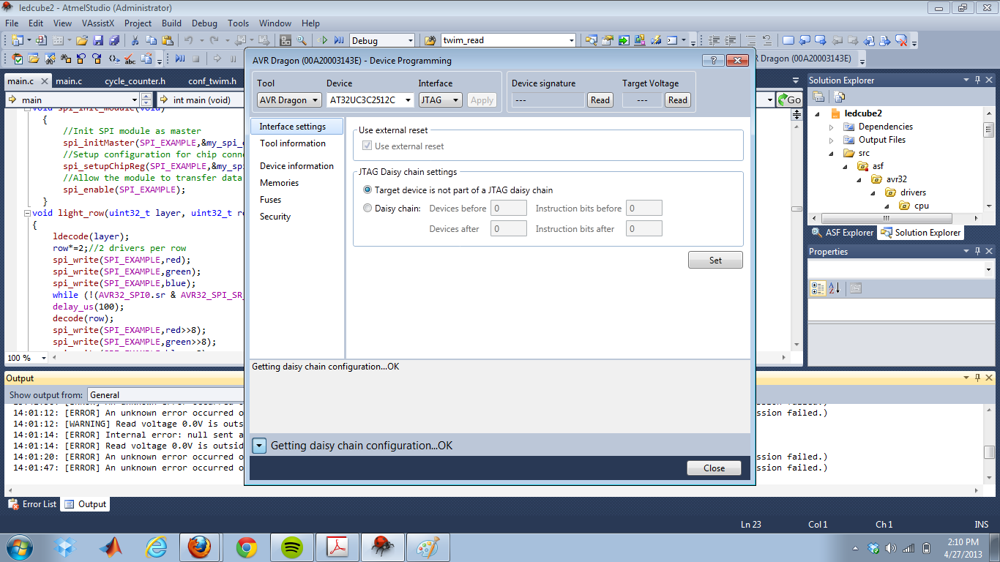 ledcube2 - AtmelStudio (Administrator)
File Edit View VAssistX Project Build Debug Tools Window Help
Debug
twim_read
AVR Dragon (00A20003143E) - Device Programming
Dragon (00A20003143E)
main.c main.c cycle_counter.h conf_twim.h
main
int main (void)
Go
void spi_init_module(void)
{
//Init SPI module as master
spi_initMaster(SPI_EXAMPLE,&my_spi_
//Setup configuration for chip conn
spi_setupChipReg(SPI_EXAMPLE,&my_sp
//Allow the module to transfer data
spi_enable(SPI_EXAMPLE);
}
void light_row(uint32_t layer, uint32_t r
{
ldecode(layer);
row*=2;//2 drivers per row
spi_write(SPI_EXAMPLE,red);
spi_write(SPI_EXAMPLE,green);
spi_write(SPI_EXAMPLE,blue);
while (!(AVR32_SPI0.sr & AVR32_SPI_SR_
delay_us(100);
decode(row);
spi_write(SPI_EXAMPLE,red>>8);
spi_write(SPI_EXAMPLE,green>>8);
100 %
Tool Device Interface
AVR Dragon AT32UC3C2512C JTAG Apply
Device signature Target Voltage
--- Read --- Read
Interface settings
Tool information
Device information
Memories
Fuses
Security
Use external reset
Use external reset
JTAG Daisy chain settings
Target device is not part of a JTAG daisy chain
Daisy chain: Devices before 0 Instruction bits before 0
Devices after 0 Instruction bits after 0
Set
Getting daisy chain configuration...OK
Getting daisy chain configuration...OK
Close
Solution Explorer
ledcube2
Dependencies
Output Files
src
asf
avr32
drivers
cpu
ASF Explorer Solution Explorer
Properties
Output
Show output from: General
14:01:12: [ERROR] An unknown error occurred o
ssion failed.)
14:01:12: [WARNING] Read voltage 0.0V is outs
14:01:14: [ERROR] Internal error: null sent a
14:01:14: [ERROR] Read voltage 0.0V is outsid
14:01:20: [ERROR] An unknown error occurred o
ssion failed.)
14:01:47: [ERROR] An unknown error occurred o
ssion failed.)
Error List Output
Ln 23 Col 1 Ch 1 INS
2:10 PM
4/27/2013